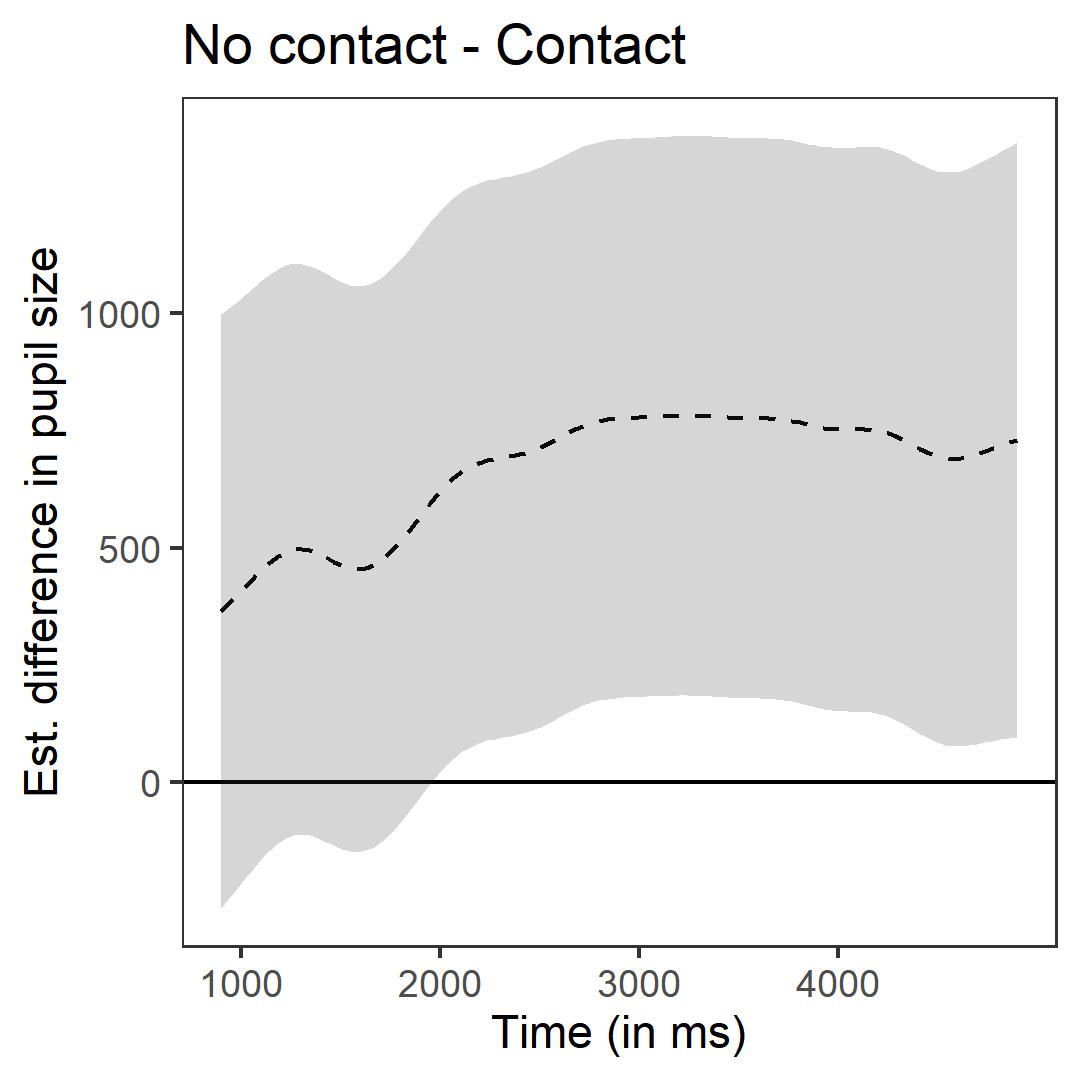 No contact - Contact
Est. difference in pupil size
1000
500
0
1000 2000 3000 4000
Time (in ms)